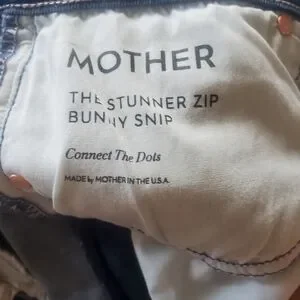 MOTHER
THE STUNNER ZIP
BUNNY SNIP
Connect The Dots
MADE by MOTHER IN THE U.S.A.